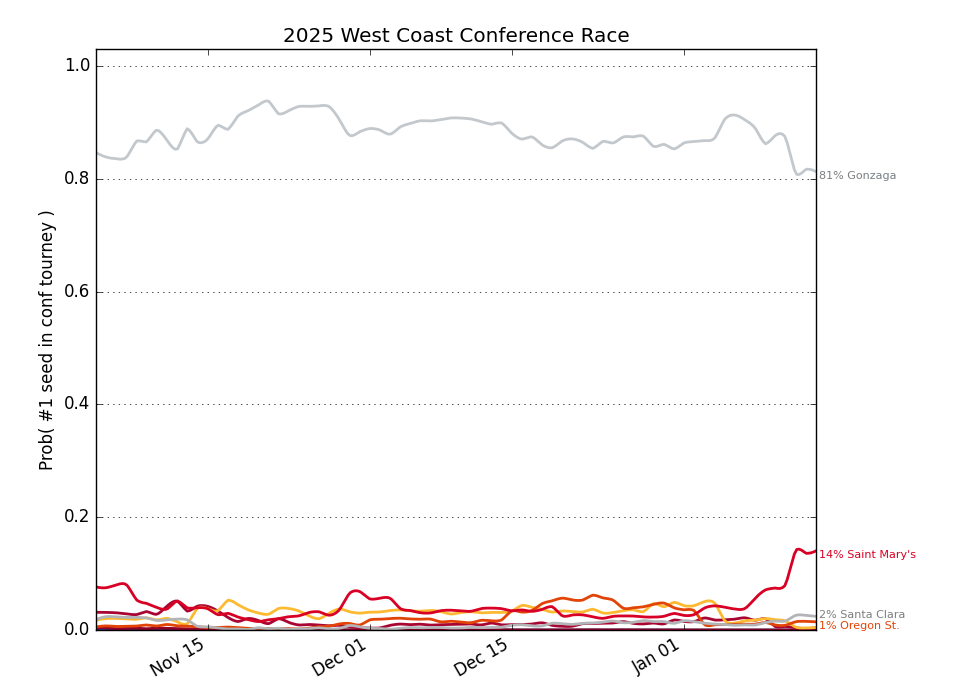 2025 West Coast Conference Race
Prob( #1 seed in conf tourney )
1.0
0.8
0.6
0.4
0.2
0.0
81% Gonzaga
14% Saint Mary's
2% Santa Clara
1% Oregon St.
Nov 15
Dec 01
Dec 15
Jan 01